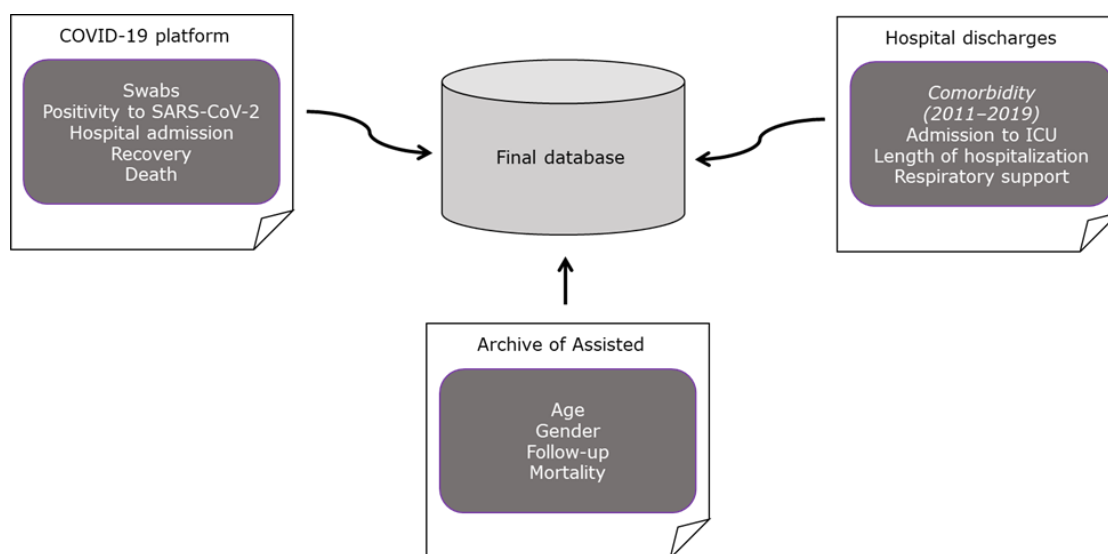 COVID-19 platform
Swabs
Positivity to SARS-CoV-2
Hospital admission
Recovery
Death
Final database
Hospital discharges
Comorbidity
(2011–2019)
Admission to ICU
Length of hospitalization
Respiratory support
Archive of Assisted
Age
Gender
Follow-up
Mortality